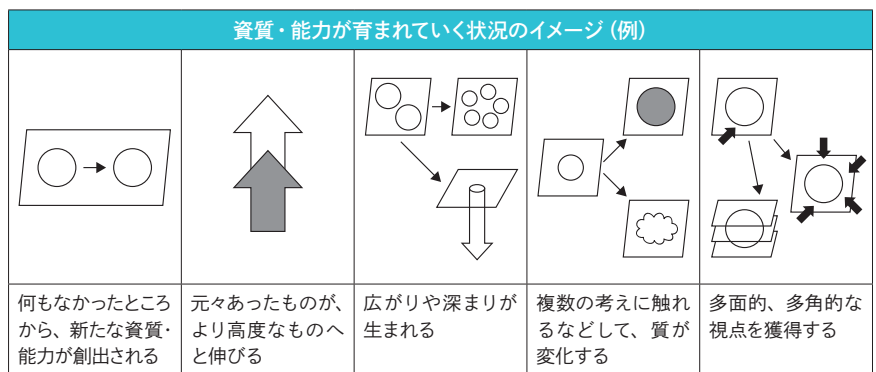 資質・能力が育まれていく状況のイメージ（例）
何もなかったところ
から、新たな資質・
能力が創出される
元々あったものが、
より高度なものへ
と伸びる
広がりや深まりが
生まれる
複数の考えに触れ
るなどして、質が
変化する
多面的、多角的な
視点を獲得する